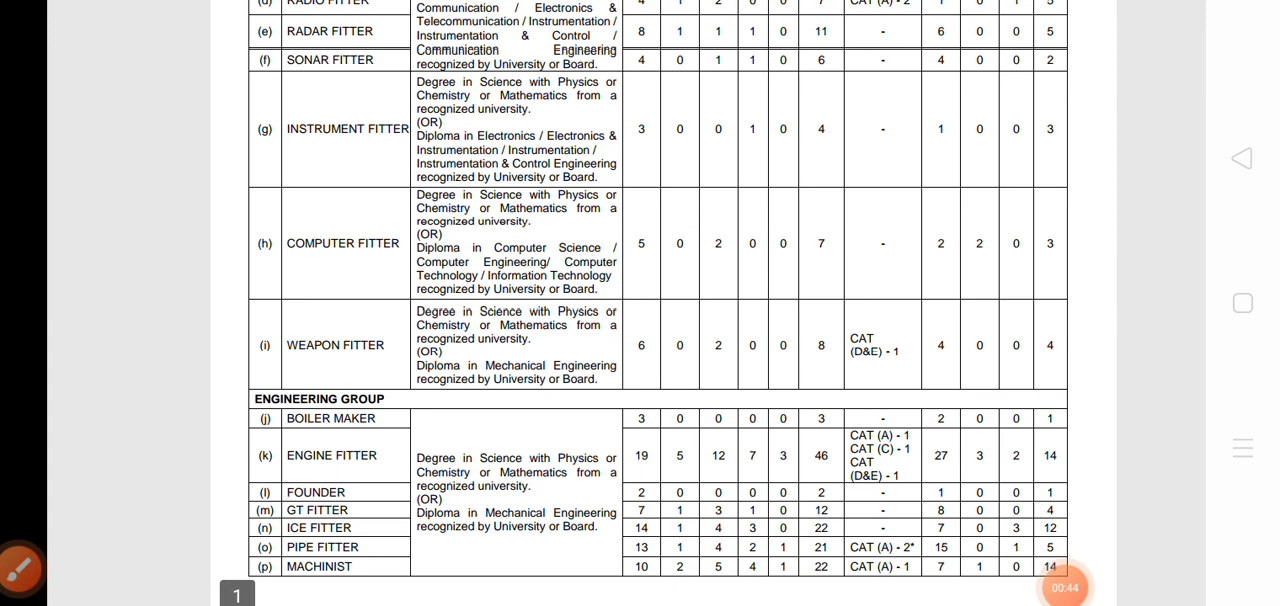 (d) RADIO FITTER 4 1 2 0 0 7 CAT (A) - 2 1 0 1 5
Communication / Electronics &
Telecommunication / Instrumentation /
Instrumentation & Control /
Communication Engineering
recognized by University or Board.
(e) RADAR FITTER 8 1 1 1 0 11 - 6 0 0 5
(f) SONAR FITTER 4 0 1 1 0 6 - 4 0 0 2
(g) INSTRUMENT FITTER
Degree in Science with Physics or
Chemistry or Mathematics from a
recognized university.
(OR)
Diploma in Electronics / Electronics &
Instrumentation / Instrumentation /
Instrumentation & Control Engineering
recognized by University or Board.
3 0 0 1 0 4 - 1 0 0 3
(h) COMPUTER FITTER
Degree in Science with Physics or
Chemistry or Mathematics from a
recognized university.
(OR)
Diploma in Computer Science /
Computer Engineering/ Computer
Technology / Information Technology
recognized by University or Board.
5 0 2 0 0 7 - 2 2 0 3
(i) WEAPON FITTER
Degree in Science with Physics or
Chemistry or Mathematics from a
recognized university.
(OR)
Diploma in Mechanical Engineering
recognized by University or Board.
6 0 2 0 0 8
CAT
(D&E) - 1
4 0 0 4
ENGINEERING GROUP
(j) BOILER MAKER 3 0 0 0 0 3 - 2 0 0 1
(k) ENGINE FITTER 19 5 12 7 3 46
CAT (A) - 1
CAT (C) - 1
CAT
(D&E) - 1
27 3 2 14
Degree in Science with Physics or
Chemistry or Mathematics from a
recognized university.
(OR)
Diploma in Mechanical Engineering
recognized by University or Board.
(l) FOUNDER 2 0 0 0 0 2 - 1 0 0 1
(m) GT FITTER 7 1 3 1 0 12 - 8 0 0 4
(n) ICE FITTER 14 1 4 3 0 22 - 7 0 3 12
(o) PIPE FITTER 13 1 4 2 1 21 CAT (A) - 2* 15 0 1 5
(p) MACHINIST 10 2 5 4 1 22 CAT (A) - 1 7 1 0 14
1
00:44